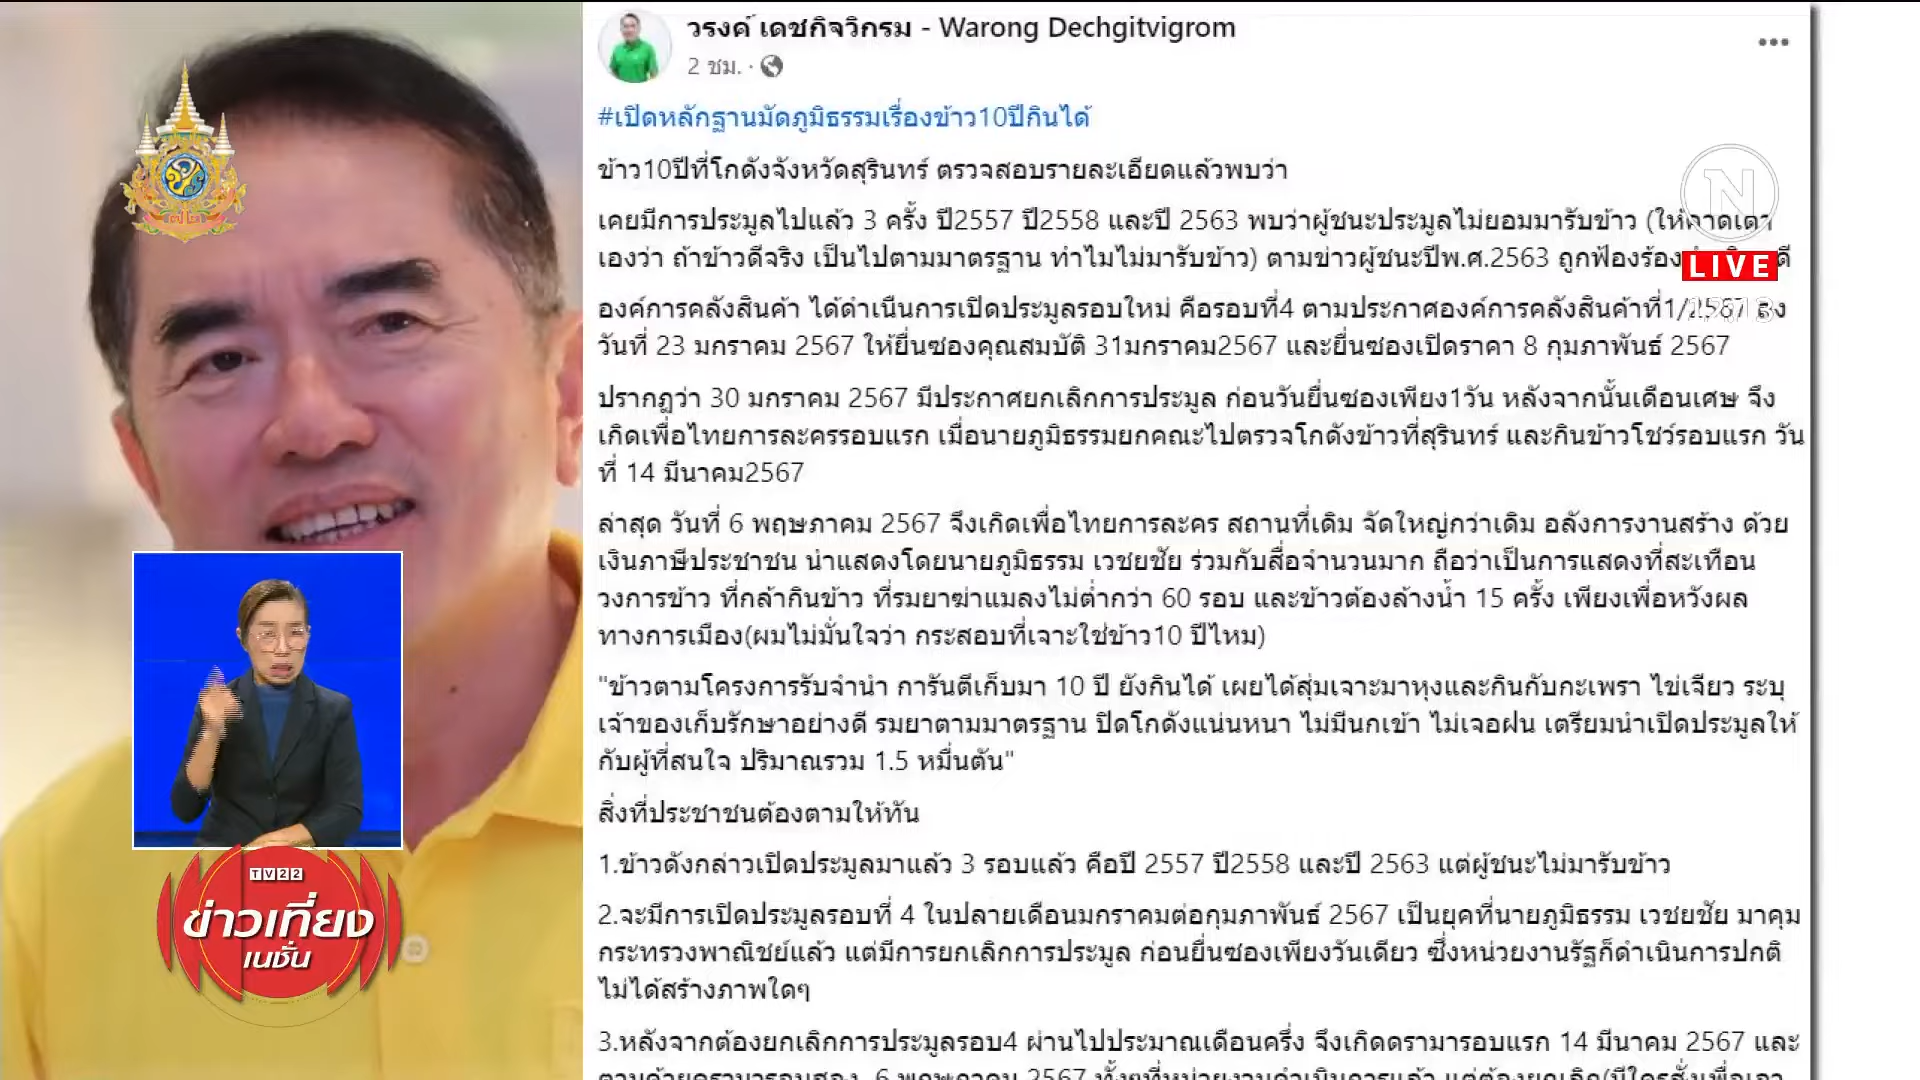 วรงค์ เดชกิจวิกรม - Warong Dechgitvigrom
2 ชม.
#เปิดหลักฐานมัดภูมิธรรมเรื่องข้าว10ปีกินได้
ข้าว10ปีที่โกดังจังหวัดสุรินทร์ ตรวจสอบรายละเอียดแล้วพบว่า
เคยมีการประมูลไปแล้ว 3 ครั้ง ปี2557 ปี2558 และปี 2563 พบว่าผู้ชนะประมูลไม่ยอมมารับข้าว (ให้คาดเดา
เองว่า ถ้าข้าวดีจริง เป็นไปตามมาตรฐาน ทำไมไม่มารับข้าว) ตามข่าวผู้ชนะปีพ.ศ.2563 ถูกฟ้องร้อง
องค์การคลังสินค้า ได้ดำเนินการเปิดประมูลรอบใหม่ คือรอบที่4 ตามประกาศองค์การคลังสินค้าที่1/2567 ลง
วันที่ 23 มกราคม 2567 ให้ยื่นซองคุณสมบัติ 31มกราคม2567 และยื่นซองเปิดราคา 8 กุมภาพันธ์ 2567
ปรากฏว่า 30 มกราคม 2567 มีประกาศยกเลิกการประมูล ก่อนวันยื่นซองเพียง1วัน หลังจากนั้นเดือนเศษ จึง
เกิดเพื่อไทยการละครรอบแรก เมื่อนายภูมิธรรมยกคณะไปตรวจโกดังข้าวที่สุรินทร์ และกินข้าวโชว์รอบแรก วัน
ที่ 14 มีนาคม2567
ล่าสุด วันที่ 6 พฤษภาคม 2567 จึงเกิดเพื่อไทยการละคร สถานที่เดิม จัดใหญ่กว่าเดิม อลังการงานสร้าง ด้วย
เงินภาษีประชาชน นำแสดงโดยนายภูมิธรรม เวชยชัย ร่วมกับสื่อจำนวนมาก ถือว่าเป็นการแสดงที่สะเทือน
วงการข้าว ที่กล้ากินข้าว ที่รมยาฆ่าแมลงไม่ต่ำกว่า 60 รอบ และข้าวต้องล้างน้ำ 15 ครั้ง เพียงเพื่อหวังผล
ทางการเมือง(ผมไม่มั่นใจว่า กระสอบที่เจาะใช่ข้าว10 ปีไหม)
"ข้าวตามโครงการรับจำนำ การันตีเก็บมา 10 ปี ยังกินได้ เผยได้สุ่มเจาะมาหุงและกินกับกะเพรา ไข่เจียว ระบุ
เจ้าของเก็บรักษาอย่างดี รมยาตามมาตรฐาน ปิดโกดังแน่นหนา ไม่มีนกเข้า ไม่เจอฝน เตรียมนำเปิดประมูลให้
กับผู้ที่สนใจ ปริมาณรวม 1.5 หมื่นตัน"
สิ่งที่ประชาชนต้องตามให้ทัน
1.ข้าวดังกล่าวเปิดประมูลมาแล้ว 3 รอบแล้ว คือปี 2557 ปี2558 และปี 2563 แต่ผู้ชนะไม่มารับข้าว
2.จะมีการเปิดประมูลรอบที่ 4 ในปลายเดือนมกราคมต่อกุมภาพันธ์ 2567 เป็นยุคที่นายภูมิธรรม เวชยชัย มาคุม
กระทรวงพาณิชย์แล้ว แต่มีการยกเลิกการประมูล ก่อนยื่นซองเพียงวันเดียว ซึ่งหน่วยงานรัฐก็ดำเนินการปกติ
ไม่ได้สร้างภาพใดๆ
3.หลังจากต้องยกเลิกการประมูลรอบ4 ผ่านไปประมาณเดือนครึ่ง จึงเกิดดรามารอบแรก 14 มีนาคม 2567 และ
N
LIVE
TV22
ข่าวเที่ยง
เนชั่น